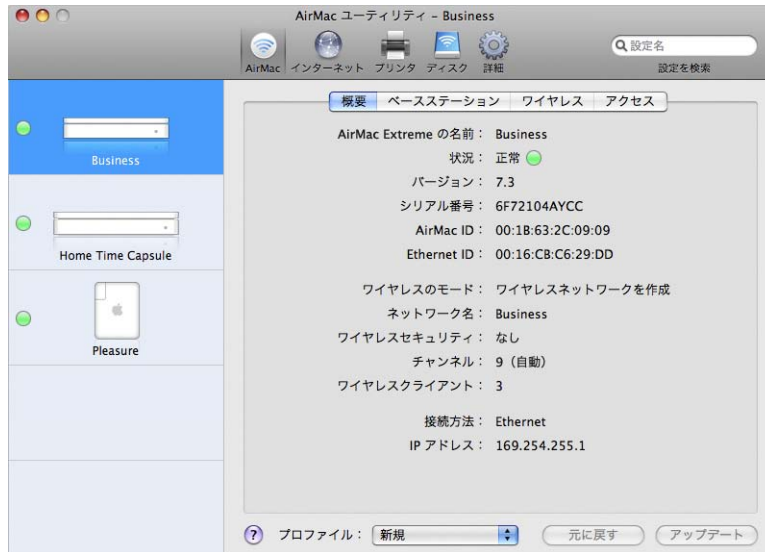 AirMac ユーティリティ – Business
AirMac インターネット プリンタ ディスク 詳細
設定名
設定を検索
Business
Home Time Capsule
Pleasure
概要 ベースステーション ワイヤレス アクセス
AirMac Extreme の名前： Business
状況： 正常
バージョン： 7.3
シリアル番号： 6F72104AYCC
AirMac ID： 00:1B:63:2C:09:09
Ethernet ID： 00:16:CB:C6:29:DD
ワイヤレスのモード： ワイヤレスネットワークを作成
ネットワーク名： Business
ワイヤレスセキュリティ： なし
チャンネル： 9（自動）
ワイヤレスクライアント： 3
接続方法： Ethernet
IP アドレス： 169.254.255.1
? プロファイル： 新規 元に戻す アップデート